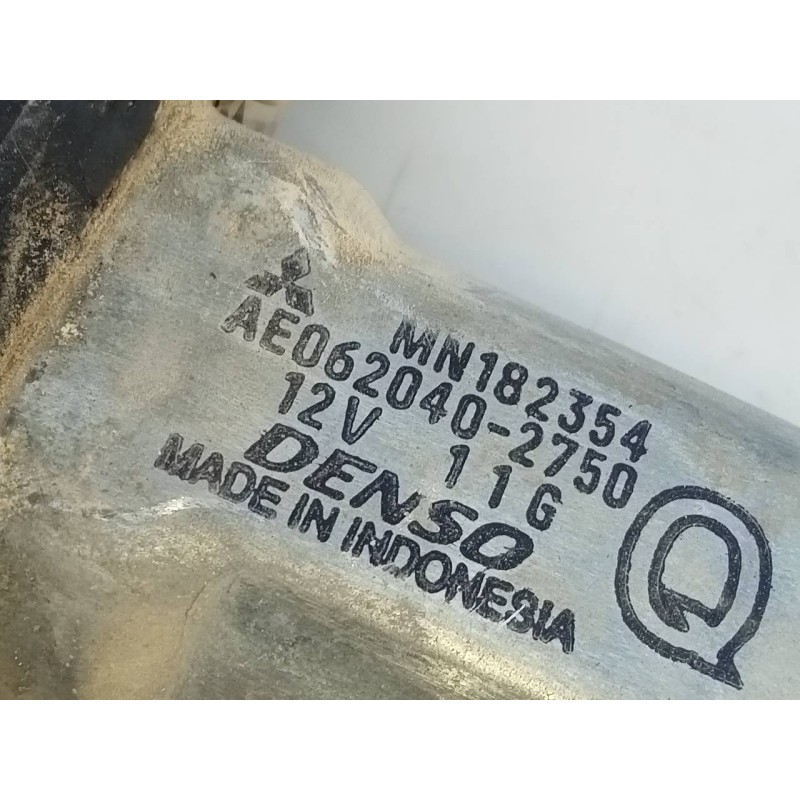 MN182354
AE062040-2750
12V 11G
DENSO
MADE IN INDONESIA